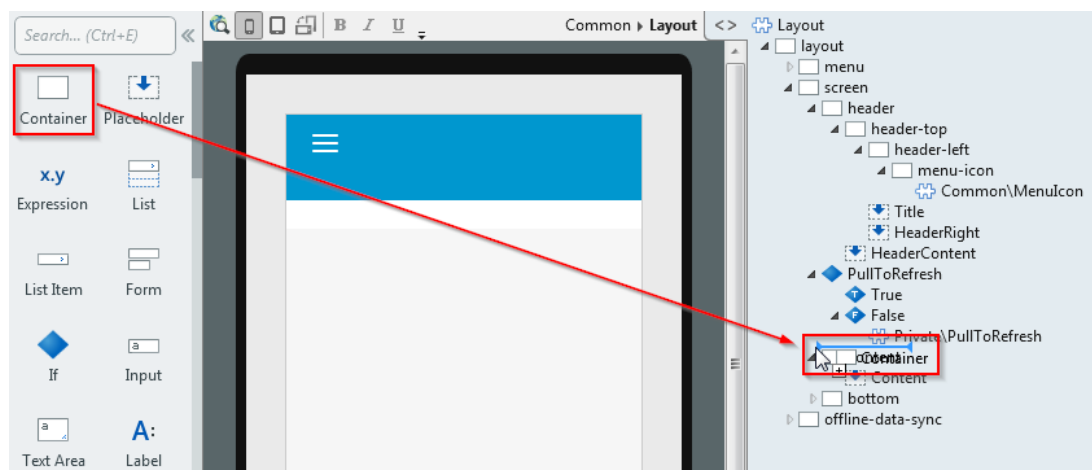 Search... (Ctrl+E)
Container
Placeholder
x.y
Expression
List
List Item
Form
If
a
Input
a
Text Area
A:
Label
B I U
Common Layout
<>
Layout
layout
menu
screen
header
header-top
header-left
menu-icon
Common\MenuIcon
Title
HeaderRight
HeaderContent
PullToRefresh
T True
F False
Private\PullToRefresh
Container
Content
bottom
offline-data-sync